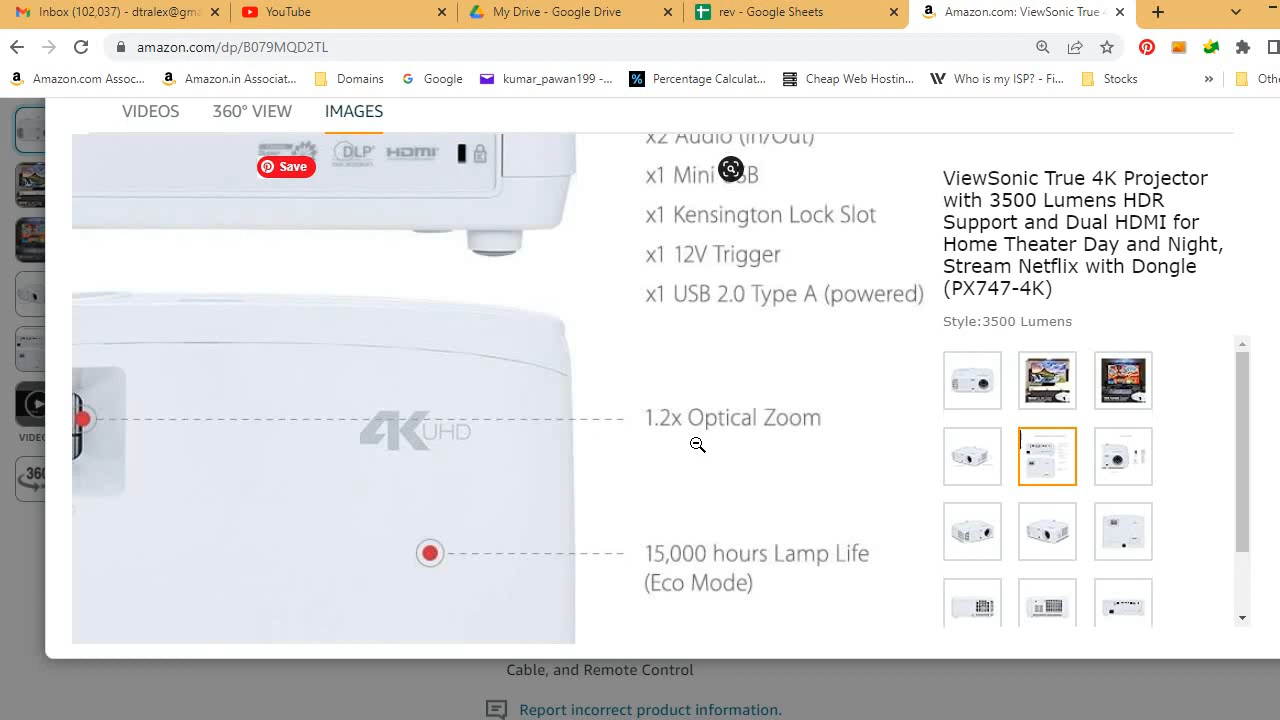 Inbox (102,037) - dtralex@gm
YouTube
My Drive - Google Drive
rev - Google Sheets
Amazon.com: ViewSonic True 4
amazon.com/dp/B079MQD2TL
Amazon.com Assoc...
Amazon.in Associat...
Domains
Google
kumar_pawan199 -...
Percentage Calculat...
Cheap Web Hostin...
Who is my ISP? - Fi...
Stocks
»
Oth
VIDEOS
360° VIEW
IMAGES
x2 Audio (In/Out)
DLP
HDMI
Save
x1 Mini USB
x1 Kensington Lock Slot
x1 12V Trigger
x1 USB 2.0 Type A (powered)
4K UHD
1.2x Optical Zoom
15,000 hours Lamp Life
(Eco Mode)
ViewSonic True 4K Projector
with 3500 Lumens HDR
Support and Dual HDMI for
Home Theater Day and Night,
Stream Netflix with Dongle
(PX747-4K)
Style:3500 Lumens
VIDEO
360
Cable, and Remote Control
Report incorrect product information.